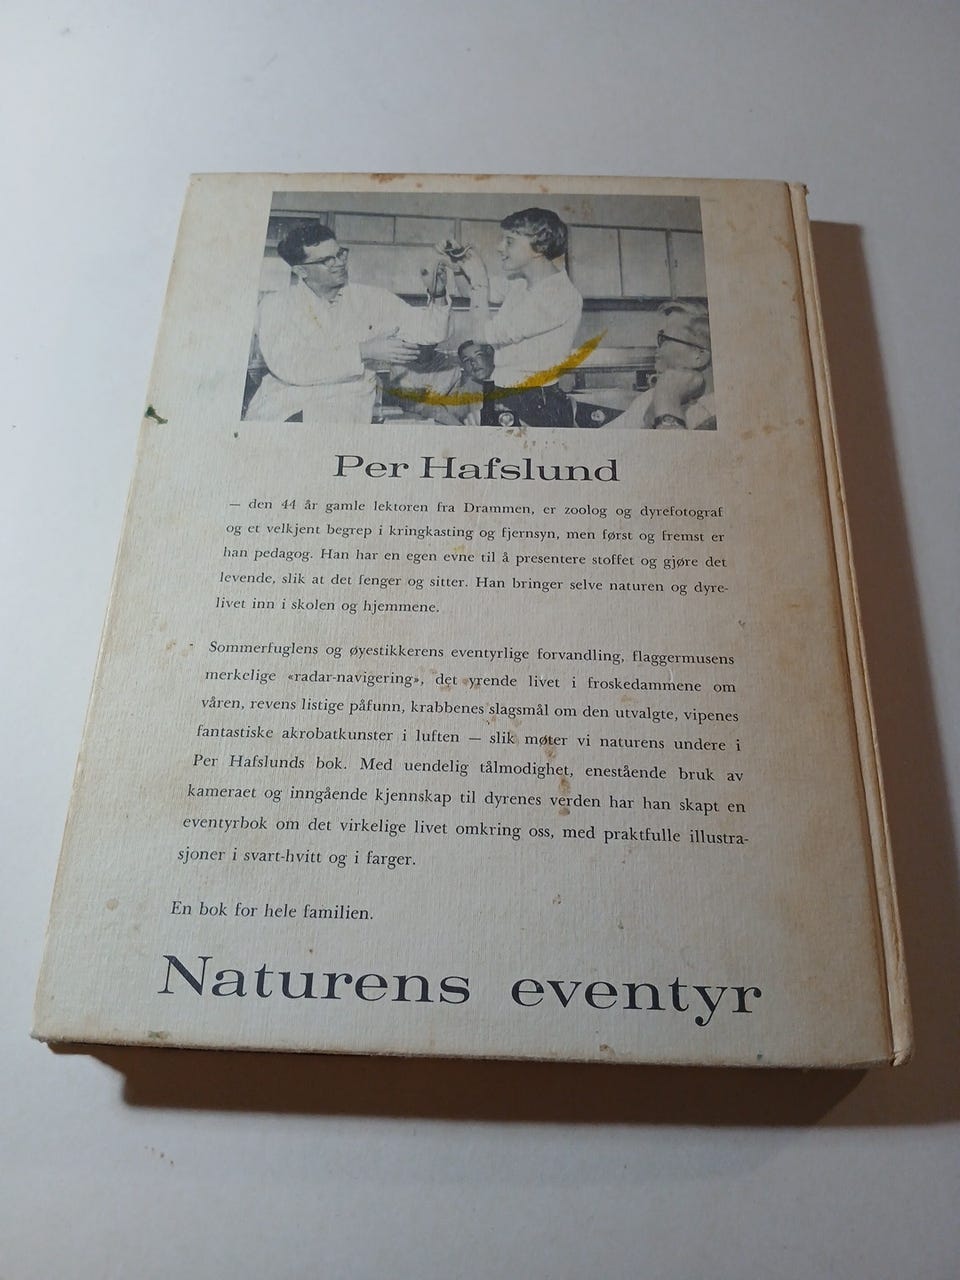 Per Hafslund
— den 44 år gamle lektoren fra Drammen, er zoolog og dyrefotograf
og et velkjent begrep i kringkasting og fjernsyn, men først og fremst er
han pedagog. Han har en egen evne til å presentere stoffet og gjøre det
levende, slik at det fenger og sitter. Han bringer selve naturen og dyre-
livet inn i skolen og hjemmene.
Sommerfuglens og øyestikkerens eventyrlige forvandling, flaggermusens
merkelige «radar-navigering», det yrende livet i froskedammene om
våren, revens listige påfunn, krabbenes slagsmål om den utvalgte, vipenes
fantastiske akrobatkunster i luften — slik møter vi naturens undere i
Per Hafslunds bok. Med uendelig tålmodighet, enestående bruk av
kameraet og inngående kjennskap til dyrenes verden har han skapt en
eventyrbok om det virkelige livet omkring oss, med praktfulle illustra-
sjoner i svart-hvitt og i farger.
En bok for hele familien.
Naturens eventyr